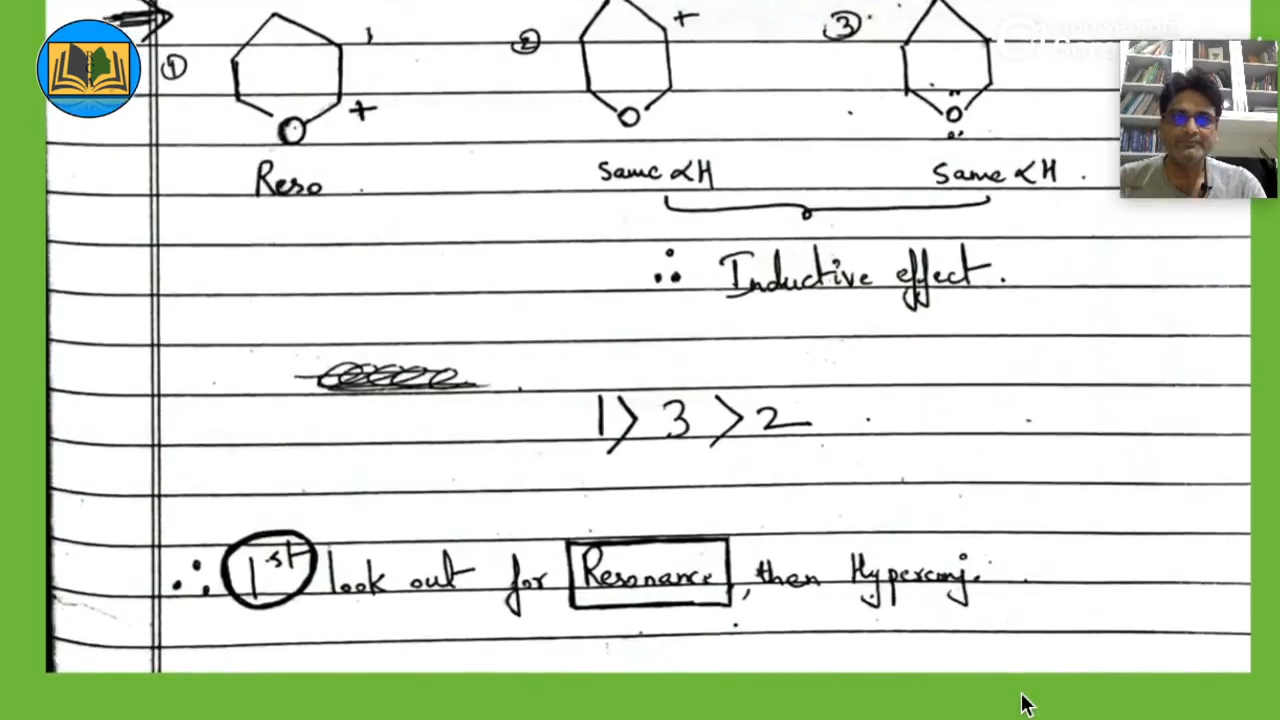 ① ② + ③
+
O O O
Reso Same αH Same αH .
∴ Inductive effect.
1 > 3 > 2
∴ 1st look out for Resonance, then Hyperconj.